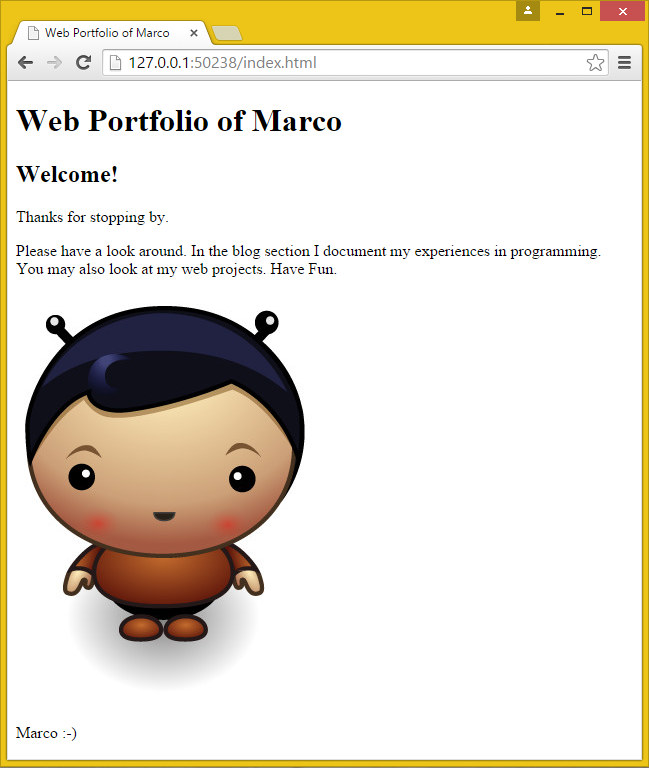 Web Portfolio of Marco
127.0.0.1:50238/index.html
Web Portfolio of Marco
Welcome!
Thanks for stopping by.
Please have a look around. In the blog section I document my experiences in programming.
You may also look at my web projects. Have Fun.
Marco :-)